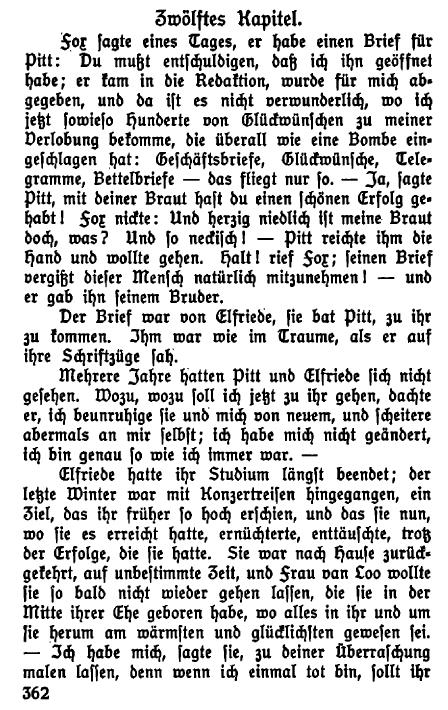 Zwölftes Kapitel.
Fox sagte eines Tages, er habe einen Brief für
Pitt: Du mußt entschuldigen, daß ich ihn geöffnet
habe; er kam in die Redaktion, wurde für mich ab-
gegeben, und da ist es nicht verwunderlich, wo ich
jetzt sowieso Hunderte von Glückwünschen zu meiner
Verlobung bekomme, die überall wie eine Bombe ein-
geschlagen hat: Geschäftsbriefe, Glückwünsche, Tele-
gramme, Bettelbriefe — das fliegt nur so. — Ja, sagte
Pitt, mit deiner Braut hast du einen schönen Erfolg ge-
habt! Fox nickte: Und herzig niedlich ist meine Braut
doch, was? Und so neckisch! — Pitt reichte ihm die
Hand und wollte gehen. Halt! rief Fox; seinen Brief
vergißt dieser Mensch natürlich mitzunehmen! — und
er gab ihn seinem Bruder.
Der Brief war von Elfriede, sie bat Pitt, zu ihr
zu kommen. Ihm war wie im Traume, als er auf
ihre Schriftzüge sah.
Mehrere Jahre hatten Pitt und Elfriede sich nicht
gesehen. Wozu, wozu soll ich jetzt zu ihr gehen, dachte
er, ich beunruhige sie und mich von neuem, und scheitere
abermals an mir selbst; ich habe mich nicht geändert,
ich bin genau so wie ich immer war. —
Elfriede hatte ihr Studium längst beendet; der
letzte Winter war mit Konzertreisen hingegangen, ein
Ziel, das ihr früher so hoch erschien, und das sie nun,
wo sie es erreicht hatte, ernüchterte, enttäuschte, trotz
der Erfolge, die sie hatte. Sie war nach Hause zurück-
gekehrt, auf unbestimmte Zeit, und Frau van Loo wollte
sie so bald nicht wieder gehen lassen, die sie in der
Mitte ihrer Ehe geboren habe, wo alles in ihr und um
sie herum am wärmsten und glücklichsten gewesen sei.
— Ich habe mich, sagte sie, zu deiner Überraschung
malen lassen, denn wenn ich einmal tot bin, sollt ihr
362